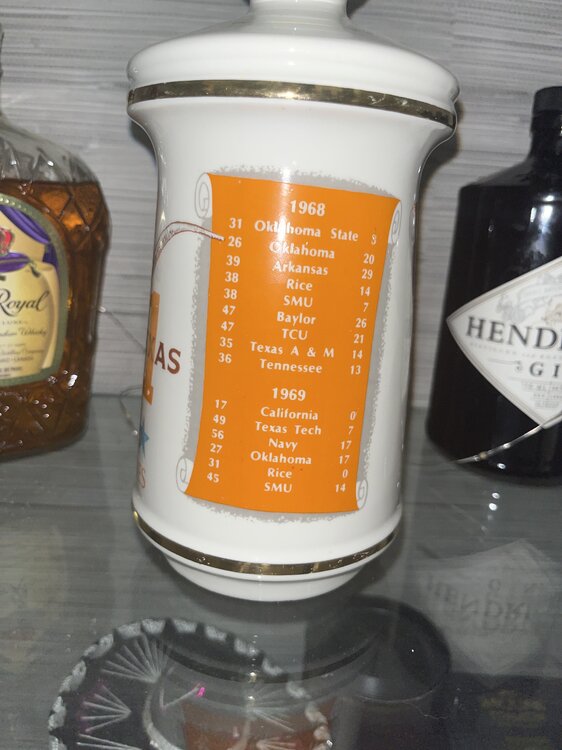 1968
31 Oklahoma State 3
26 Oklahoma 20
39 Arkansas 29
38 Rice 14
38 SMU 7
47 Baylor 26
47 TCU 21
35 Texas A & M 14
36 Tennessee 13
1969
17 California 0
49 Texas Tech 7
56 Navy 17
27 Oklahoma 17
31 Rice 0
45 SMU 14
AS
Royal
HEND
GI